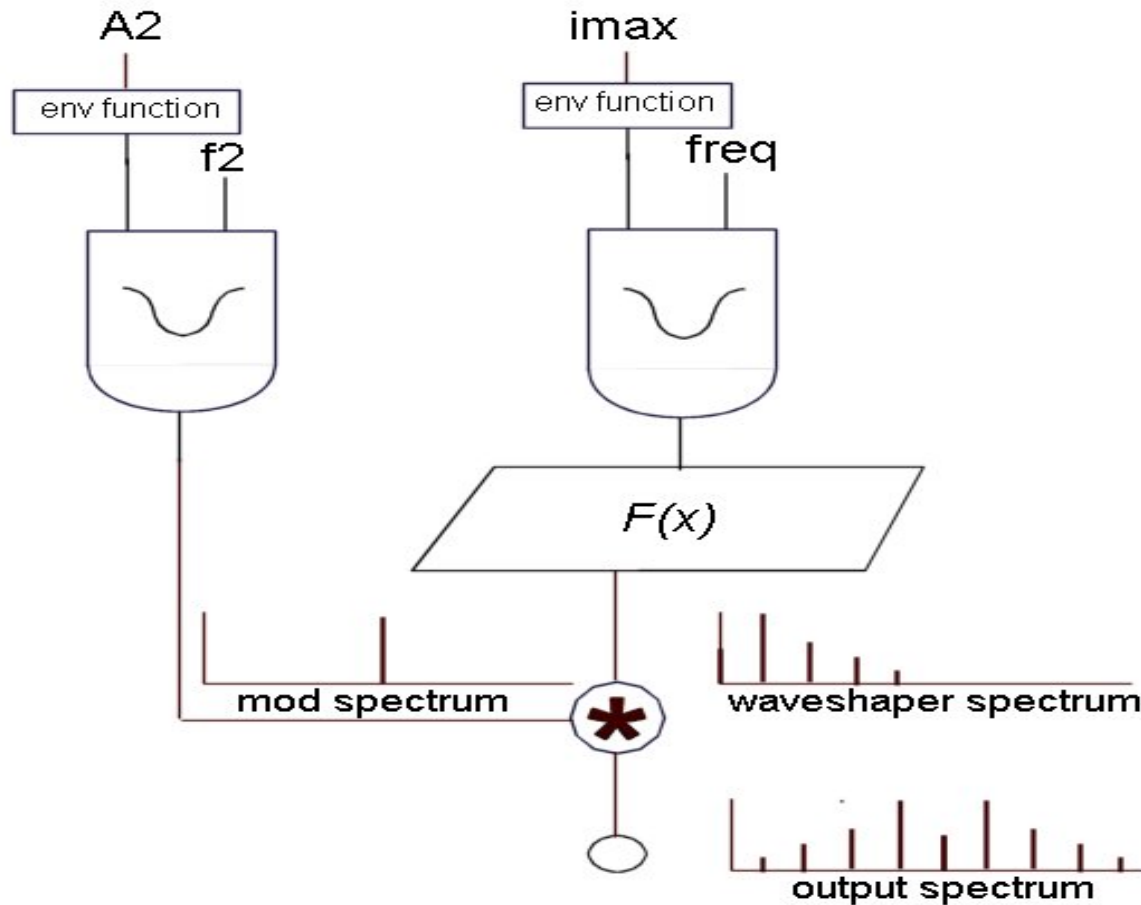 A2
imax
env function
env function
f2
freq
F(x)
mod spectrum
*
waveshaper spectrum
output spectrum